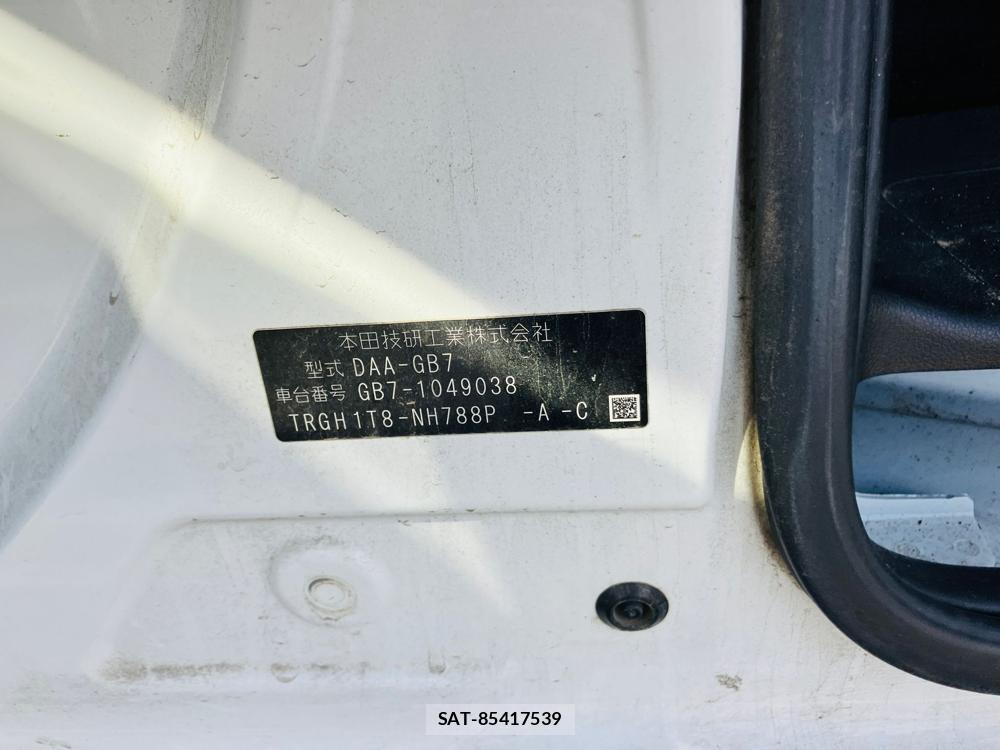 本田技研工業株式会社
型式 DAA-GB7
車台番号 GB7-1049038
TRGH1T8-NH788P -A -C
SAT-85417539